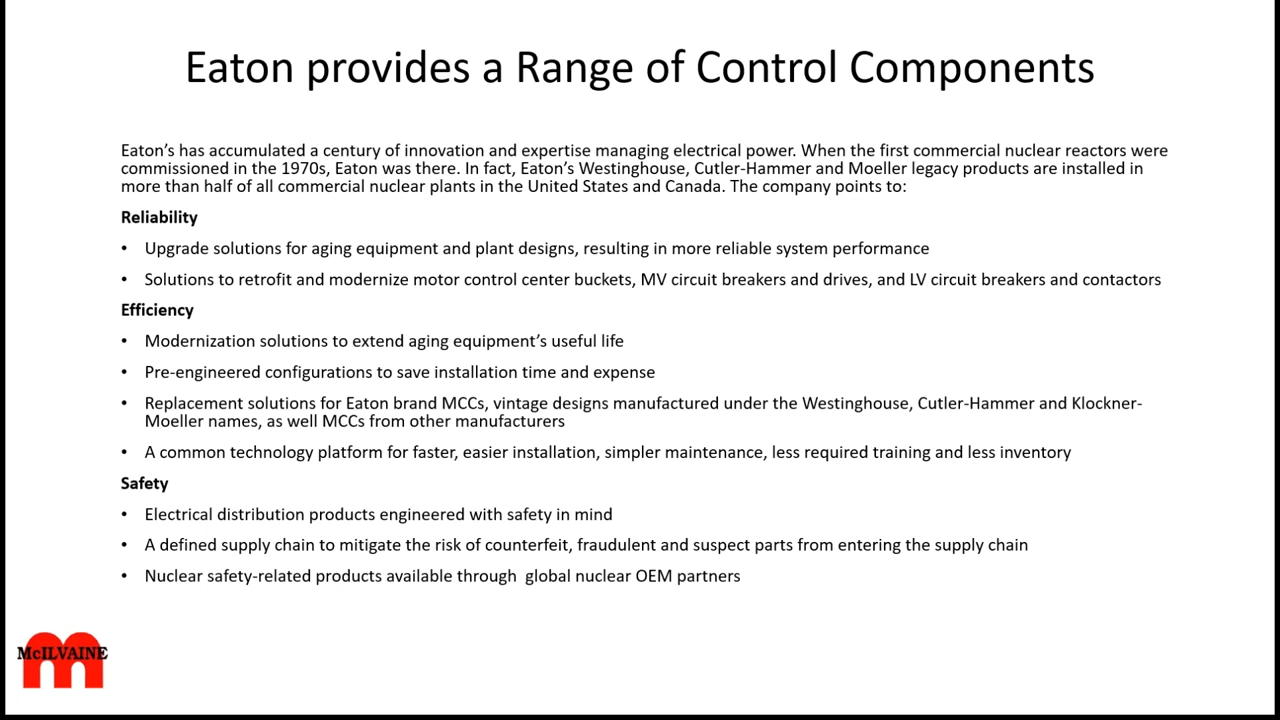 Eaton provides a Range of Control Components
Eaton’s has accumulated a century of innovation and expertise managing electrical power. When the first commercial nuclear reactors were
commissioned in the 1970s, Eaton was there. In fact, Eaton’s Westinghouse, Cutler-Hammer and Moeller legacy products are installed in
more than half of all commercial nuclear plants in the United States and Canada. The company points to:
Reliability
• Upgrade solutions for aging equipment and plant designs, resulting in more reliable system performance
• Solutions to retrofit and modernize motor control center buckets, MV circuit breakers and drives, and LV circuit breakers and contactors
Efficiency
• Modernization solutions to extend aging equipment’s useful life
• Pre-engineered configurations to save installation time and expense
• Replacement solutions for Eaton brand MCCs, vintage designs manufactured under the Westinghouse, Cutler-Hammer and Klockner-
Moeller names, as well MCCs from other manufacturers
• A common technology platform for faster, easier installation, simpler maintenance, less required training and less inventory
Safety
• Electrical distribution products engineered with safety in mind
• A defined supply chain to mitigate the risk of counterfeit, fraudulent and suspect parts from entering the supply chain
• Nuclear safety-related products available through  global nuclear OEM partners
McILVAINE